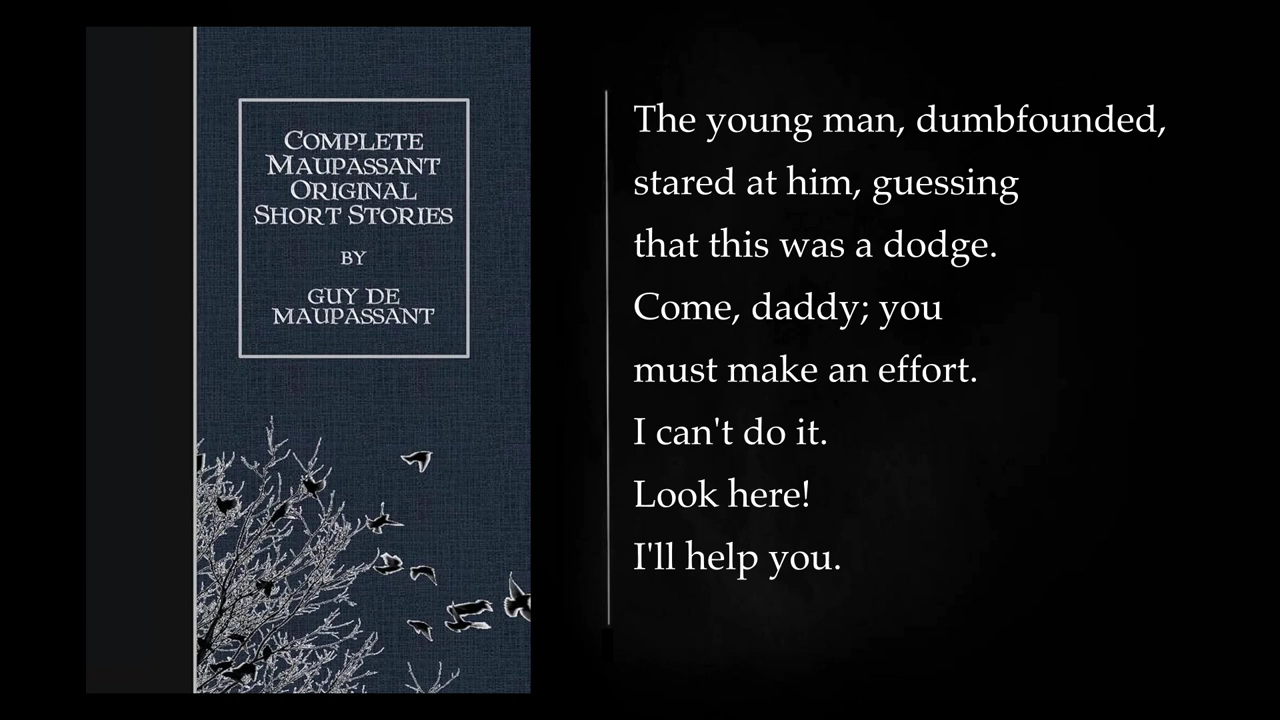 COMPLETE
MAUPASSANT
ORIGINAL
SHORT STORIES
BY
GUY DE
MAUPASSANT
The young man, dumbfounded,
stared at him, guessing
that this was a dodge.
Come, daddy; you
must make an effort.
I can't do it.
Look here!
I'll help you.